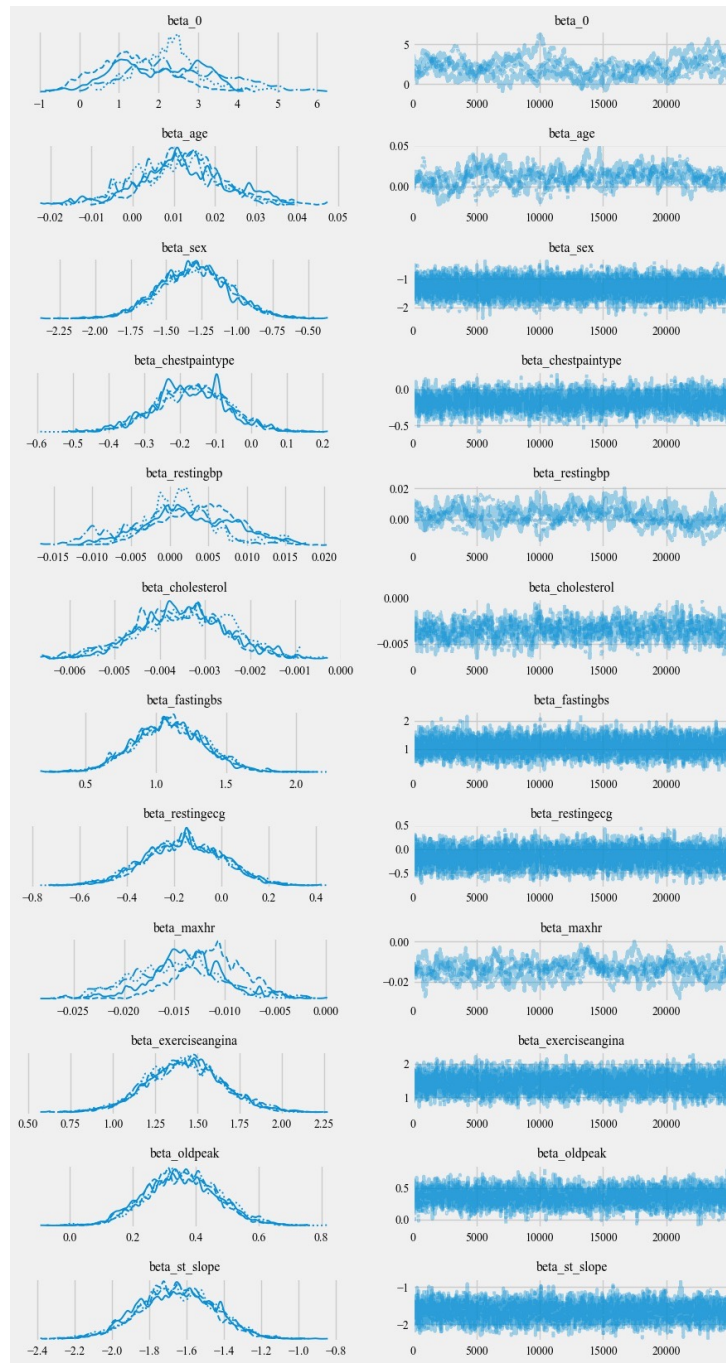 beta_0 beta_0
5
0
−1 0 1 2 3 4 5 6 0 5000 10000 15000 20000
beta_age beta_age
0.05
0.00
−0.02 −0.01 0.00 0.01 0.02 0.03 0.04 0.05 0 5000 10000 15000 20000
beta_sex beta_sex
−1
−2
−2.25 −2.00 −1.75 −1.50 −1.25 −1.00 −0.75 −0.50 0 5000 10000 15000 20000
beta_chestpaintype beta_chestpaintype
0.0
−0.5
−0.6 −0.5 −0.4 −0.3 −0.2 −0.1 0.0 0.1 0.2 0 5000 10000 15000 20000
beta_restingbp beta_restingbp
0.02
0.00
−0.015 −0.010 −0.005 0.000 0.005 0.010 0.015 0.020 0 5000 10000 15000 20000
beta_cholesterol beta_cholesterol
0.000
−0.005
−0.006 −0.005 −0.004 −0.003 −0.002 −0.001 0.000 0 5000 10000 15000 20000
beta_fastingbs beta_fastingbs
2
1
0.5 1.0 1.5 2.0 0 5000 10000 15000 20000
beta_restingecg beta_restingecg
0.5
0.0
−0.5
−0.8 −0.6 −0.4 −0.2 0.0 0.2 0.4 0 5000 10000 15000 20000
beta_maxhr beta_maxhr
0.00
−0.02
−0.025 −0.020 −0.015 −0.010 −0.005 0.000 0 5000 10000 15000 20000
beta_exerciseangina beta_exerciseangina
2
1
0.50 0.75 1.00 1.25 1.50 1.75 2.00 2.25 0 5000 10000 15000 20000
beta_oldpeak beta_oldpeak
0.5
0.0
0.0 0.2 0.4 0.6 0.8 0 5000 10000 15000 20000
beta_st_slope beta_st_slope
−1
−2
−2.4 −2.2 −2.0 −1.8 −1.6 −1.4 −1.2 −1.0 −0.8 0 5000 10000 15000 20000